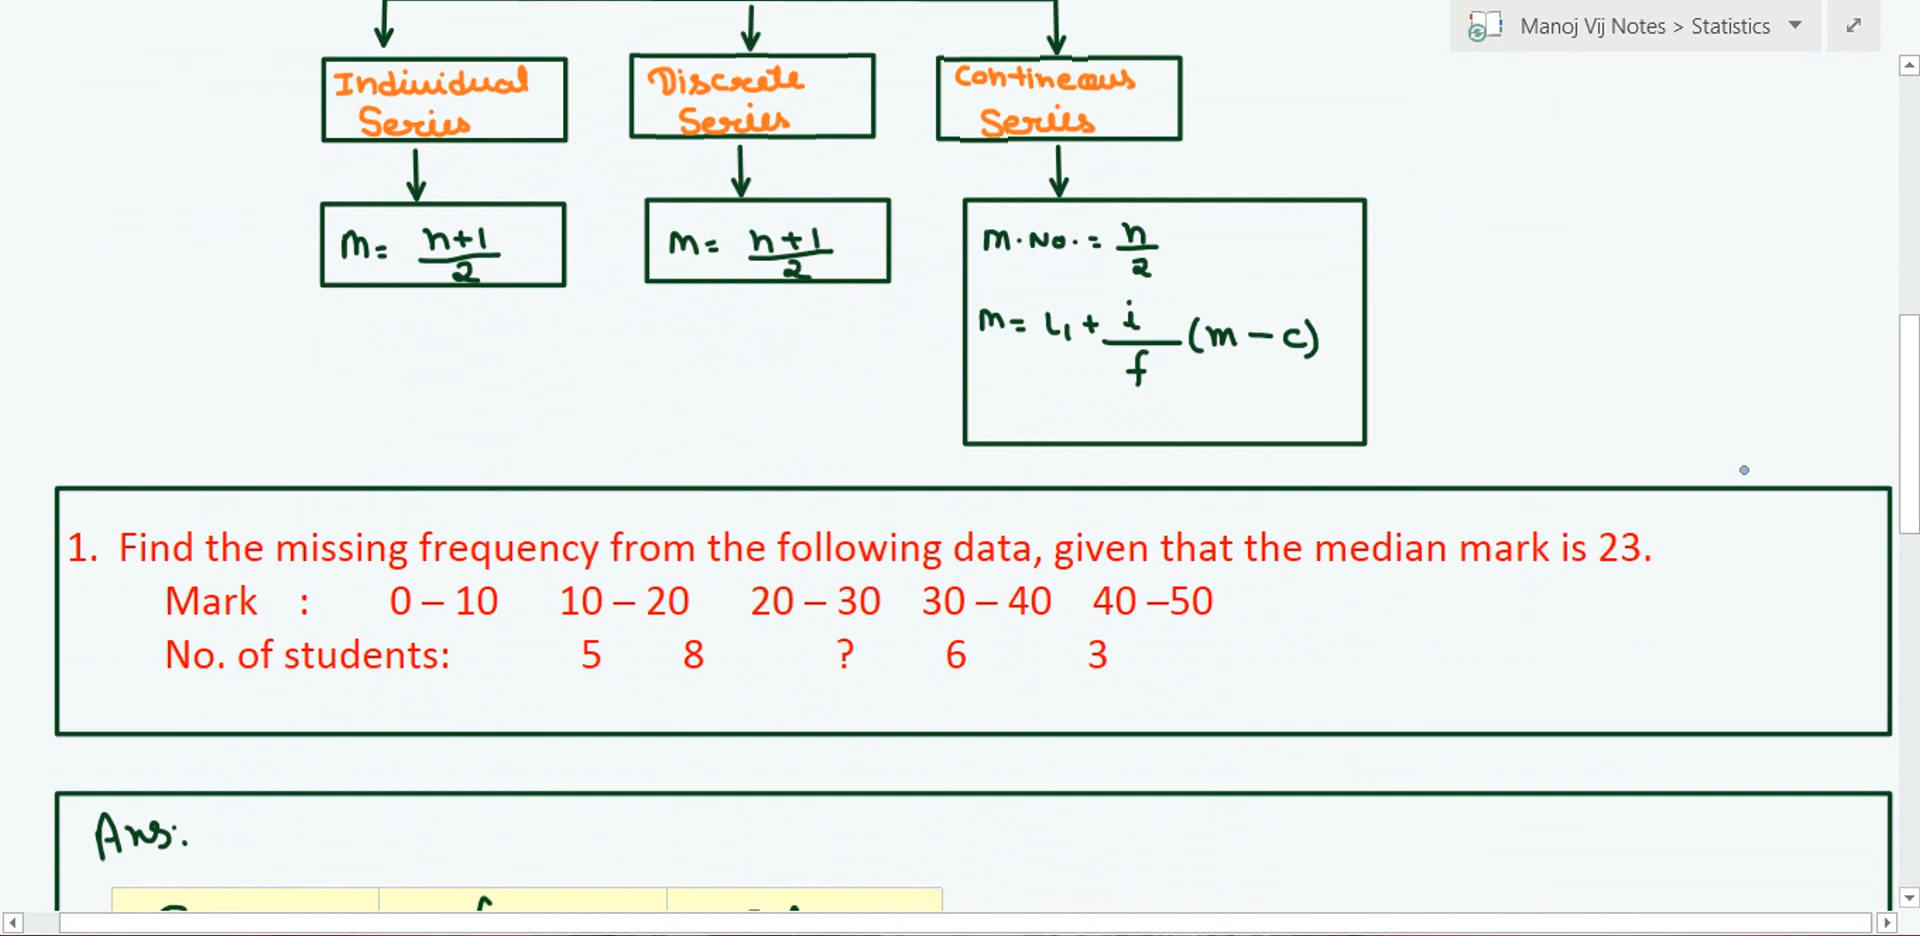 Manoj Vij Notes > Statistics
Individual Series
Discrete Series
Contineous Series
M = n+1/2
M = n+1/2
M. No. = n/2
M = L₁ + i/f (m – c)
1. Find the missing frequency from the following data, given that the median mark is 23.
Mark : 0 – 10 10 – 20 20 – 30 30 – 40 40 –50
No. of students: 5 8 ? 6 3
Ans: